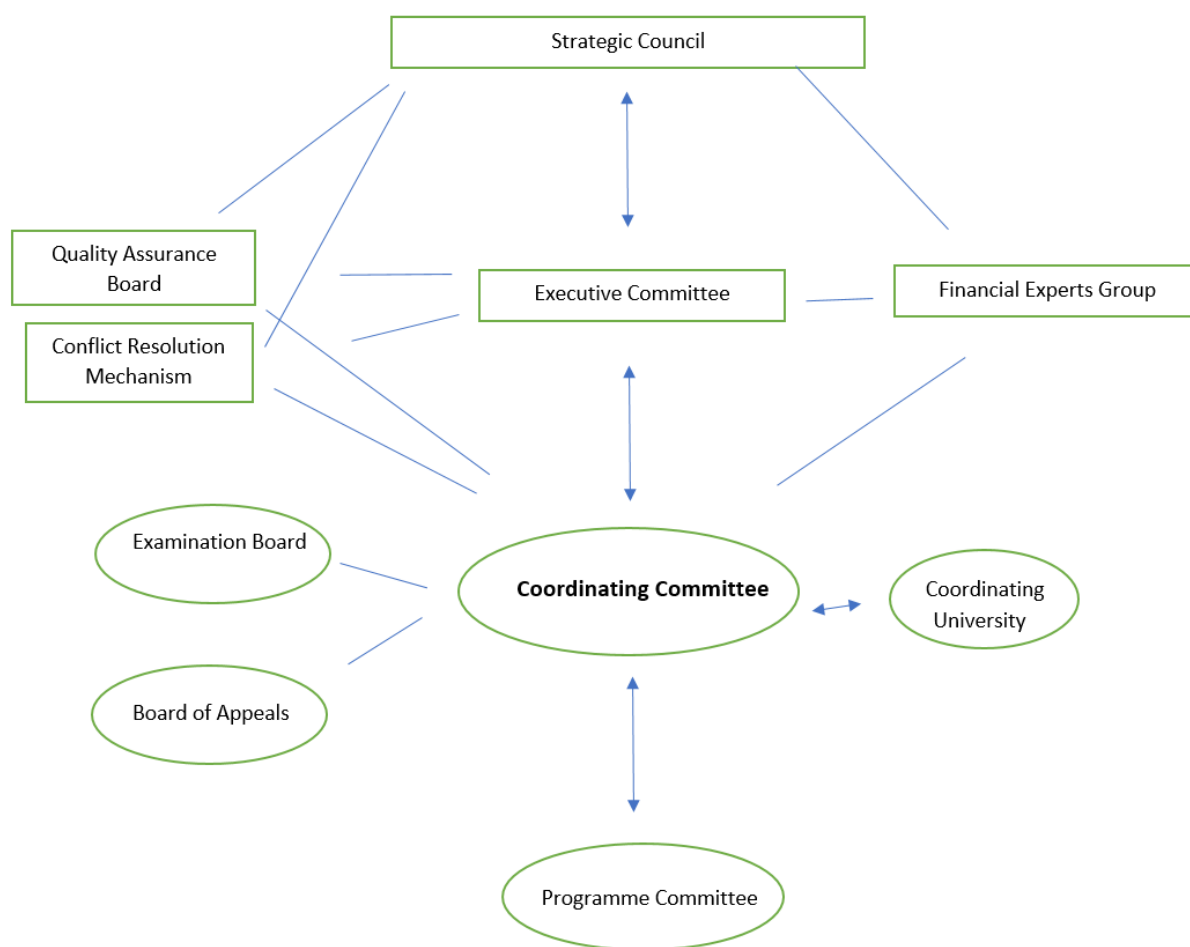 Strategic Council
Quality Assurance
Board
Executive Committee
Financial Experts Group
Conflict Resolution
Mechanism
Examination Board
Coordinating Committee
Coordinating
University
Board of Appeals
Programme Committee